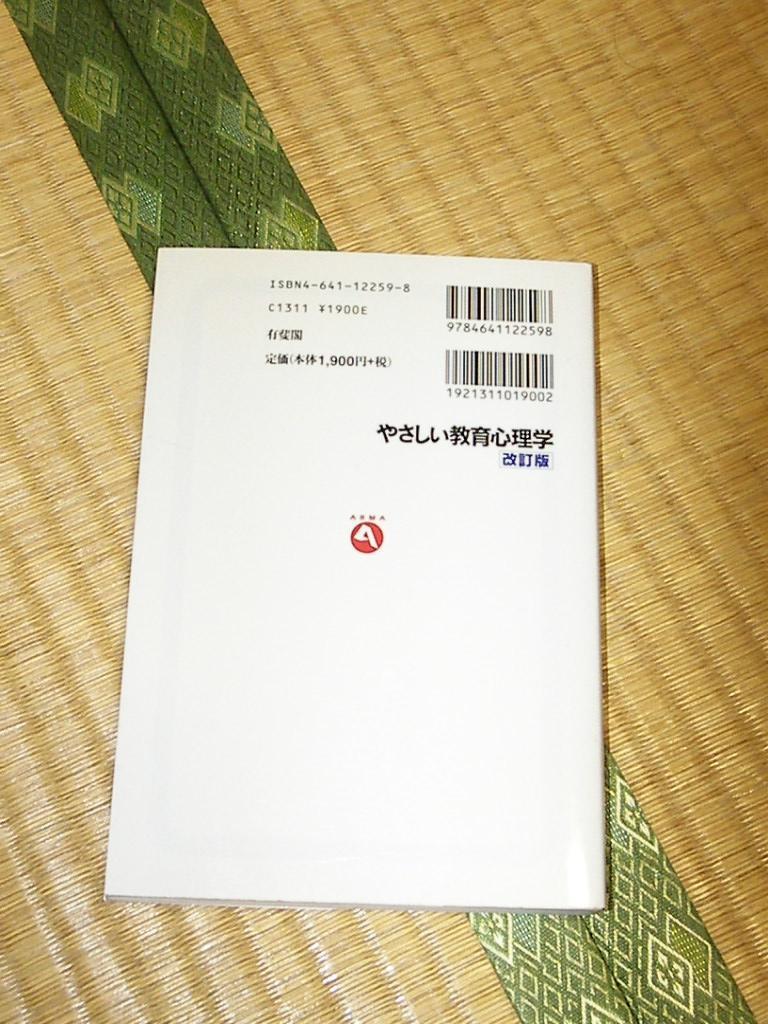 ISBN4-641-12259-8
C1311 ¥1900E
有斐閣
定価(本体1,900円+税)
9784641122598
1921311019002
やさしい教育心理学
改訂版
ARMA
A